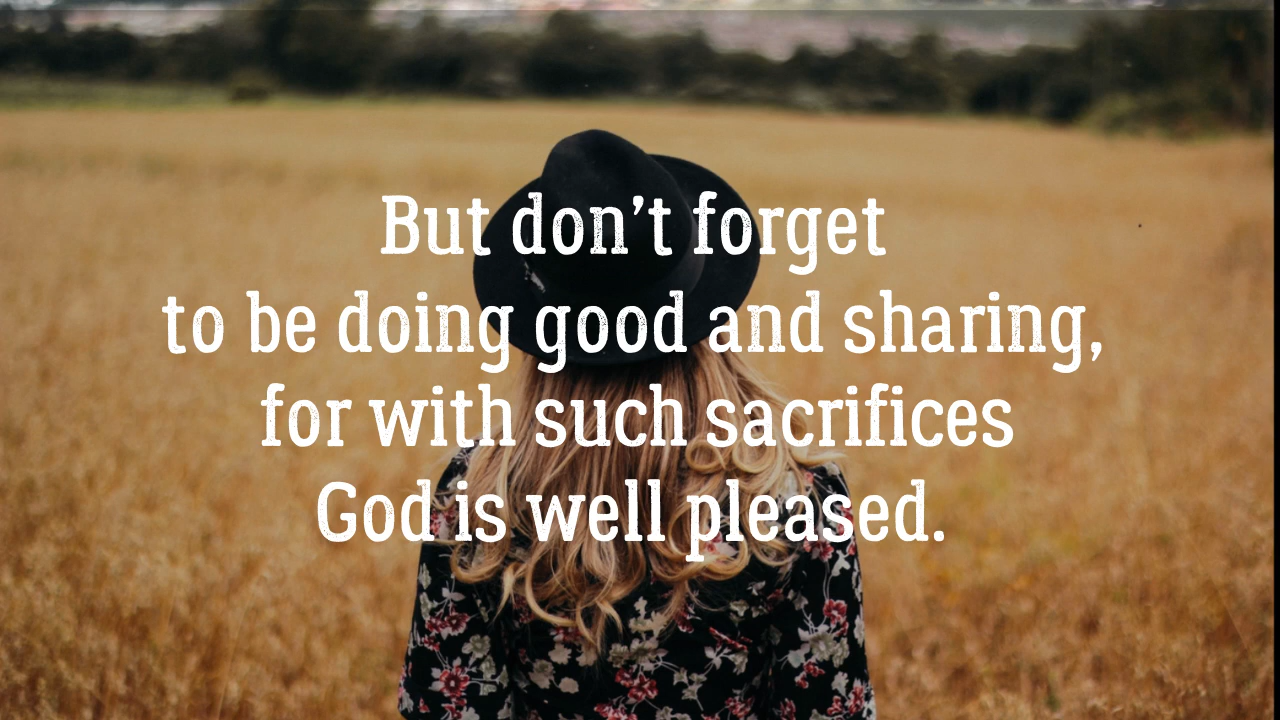 But don’t forget
to be doing good and sharing,
for with such sacrifices
God is well pleased.